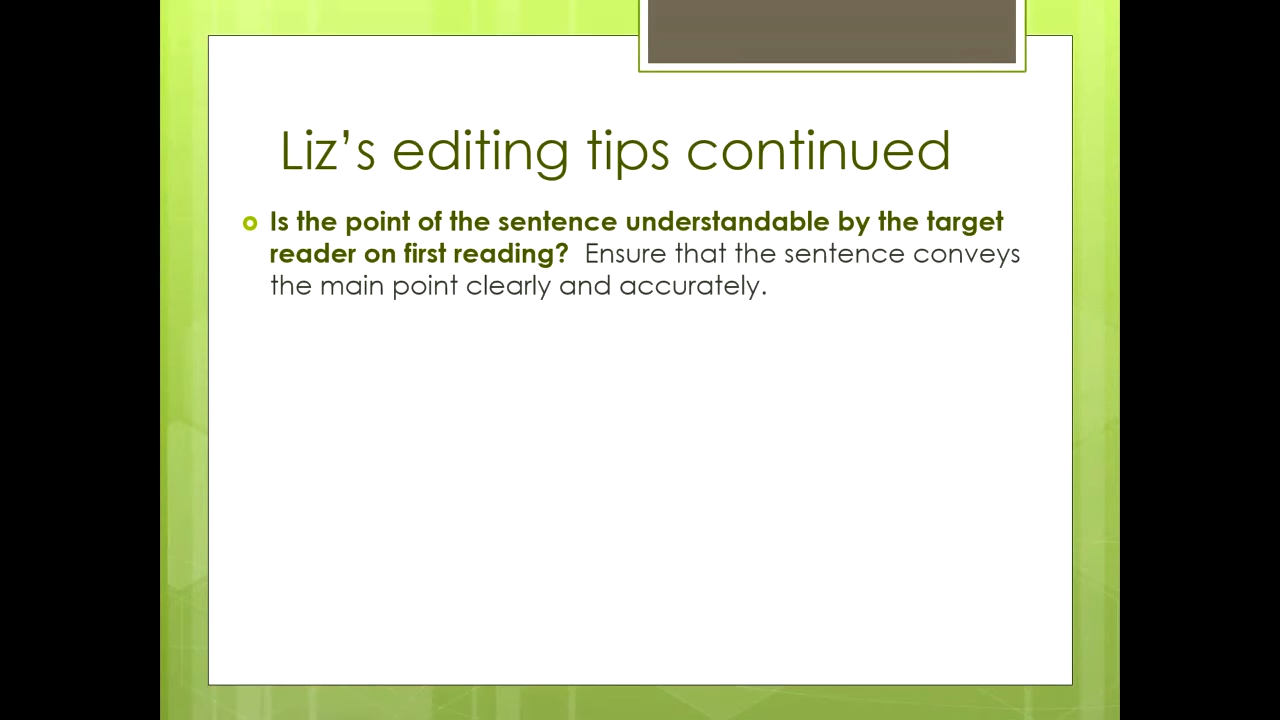 Liz’s editing tips continued
Is the point of the sentence understandable by the target
reader on first reading?  Ensure that the sentence conveys
the main point clearly and accurately.